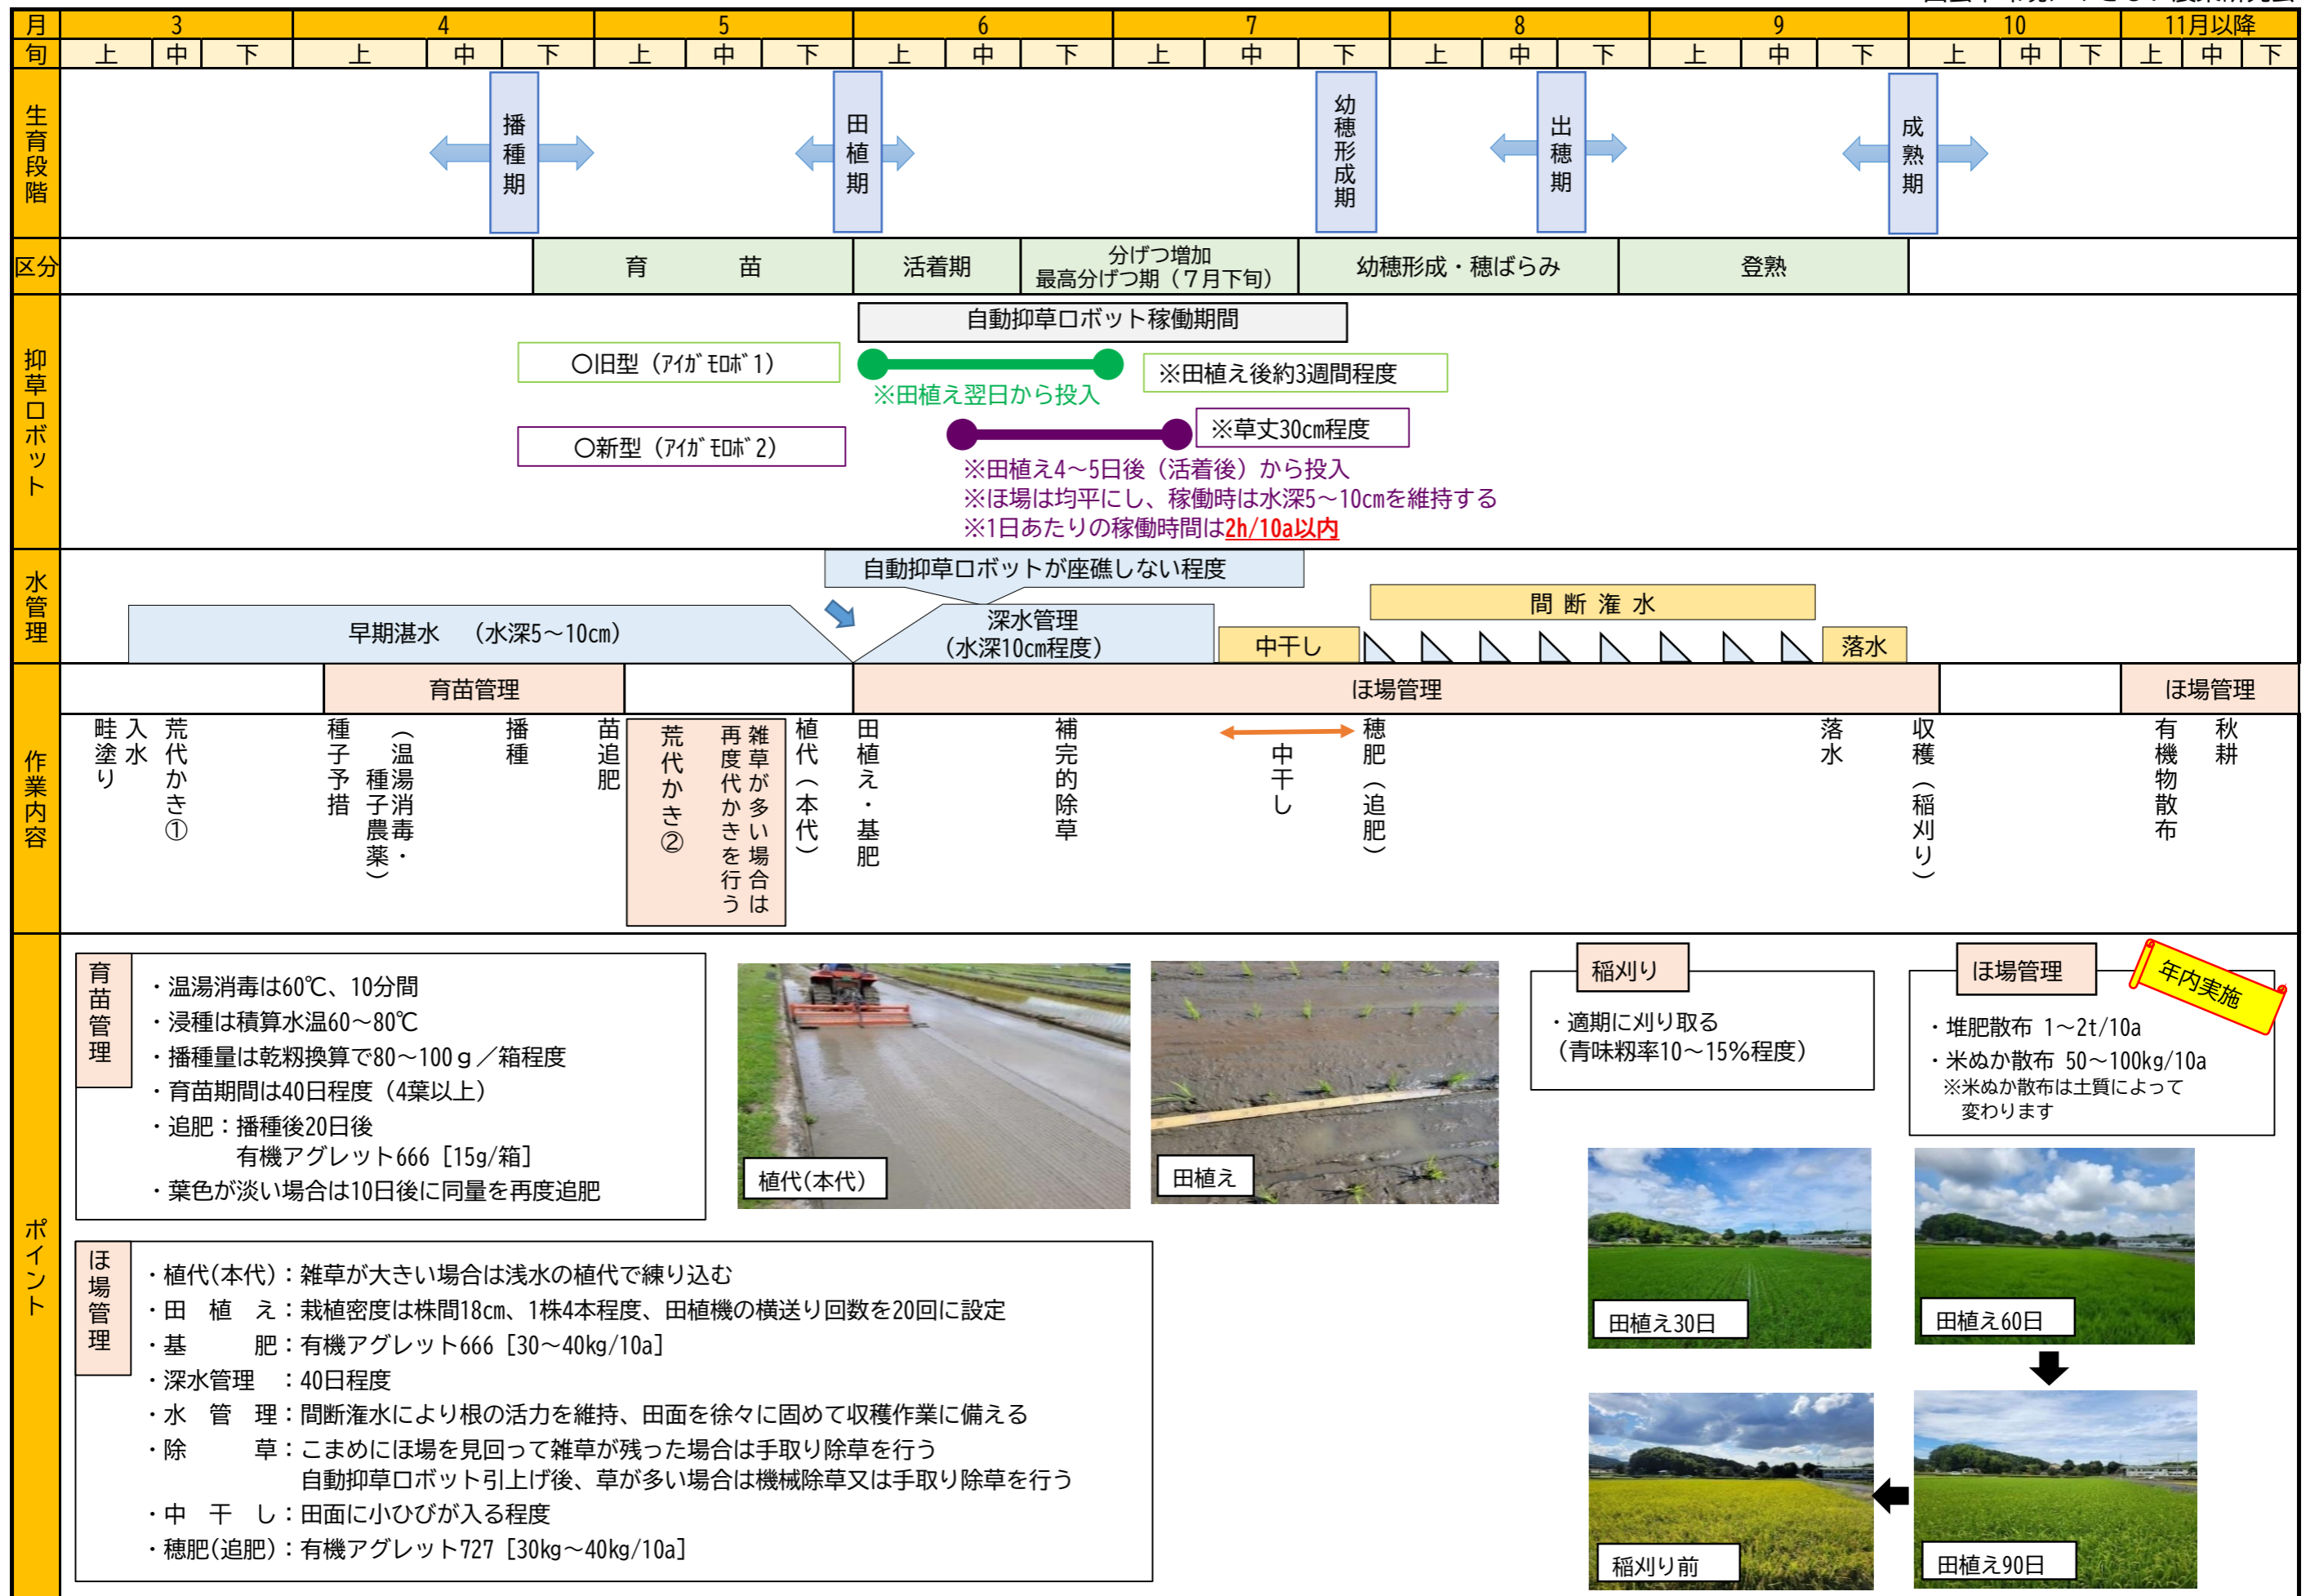 月 3 4 5 6 7 8 9 10 11月以降
旬 上 中 下 上 中 下 上 中 下 上 中 下 上 中 下 上 中 下 上 中 下 上 中 下 上 中 下
生育段階
播種期
田植期
幼穂形成期
出穂期
成熟期
区分
育 苗
活着期
分げつ増加
最高分げつ期(7月下旬)
幼穂形成・穂ばらみ
登熟
抑草ロボット
自動抑草ロボット稼働期間
〇旧型(アイガモロボ1)
※田植え後約3週間程度
※田植え翌日から投入
〇新型(アイガモロボ2)
※草丈30cm程度
※田植え4～5日後(活着後)から投入
※ほ場は均平にし、稼働時は水深5～10cmを維持する
※1日あたりの稼働時間は2h/10a以内
水管理
自動抑草ロボットが座礁しない程度
早期湛水 (水深5～10cm)
深水管理
(水深10cm程度)
中干し
間断潅水
落水
育苗管理
ほ場管理
ほ場管理
作業内容
畦塗り
入水
荒代かき①
種子予措
(温湯消毒・
種子農薬)
播種
苗追肥
荒代かき②
雑草が多い場合は
再度代かきを行う
植代(本代)
田植え・基肥
補完的除草
中干し
穂肥(追肥)
落水
収穫(稲刈り)
有機物散布
秋耕
ポイント
育苗管理
・温湯消毒は60℃、10分間
・浸種は積算水温60～80℃
・播種量は乾籾換算で80～100ｇ／箱程度
・育苗期間は40日程度(4葉以上)
・追肥：播種後20日後
有機アグレット666［15g/箱］
・葉色が淡い場合は10日後に同量を再度追肥
植代(本代)
田植え
稲刈り
・適期に刈り取る
(青味籾率10～15%程度)
ほ場管理
年内実施
・堆肥散布 1～2t/10a
・米ぬか散布 50～100kg/10a
※米ぬか散布は土質によって
変わります
ほ場管理
・植代(本代)：雑草が大きい場合は浅水の植代で練り込む
・田 植 え：栽植密度は株間18cm、1株4本程度、田植機の横送り回数を20回に設定
・基 肥：有機アグレット666［30～40kg/10a］
・深水管理 ：40日程度
・水 管 理：間断潅水により根の活力を維持、田面を徐々に固めて収穫作業に備える
・除 草：こまめにほ場を見回って雑草が残った場合は手取り除草を行う
自動抑草ロボット引上げ後、草が多い場合は機械除草又は手取り除草を行う
・中 干 し：田面に小ひびが入る程度
・穂肥(追肥)：有機アグレット727［30kg～40kg/10a］
田植え30日
田植え60日
稲刈り前
田植え90日